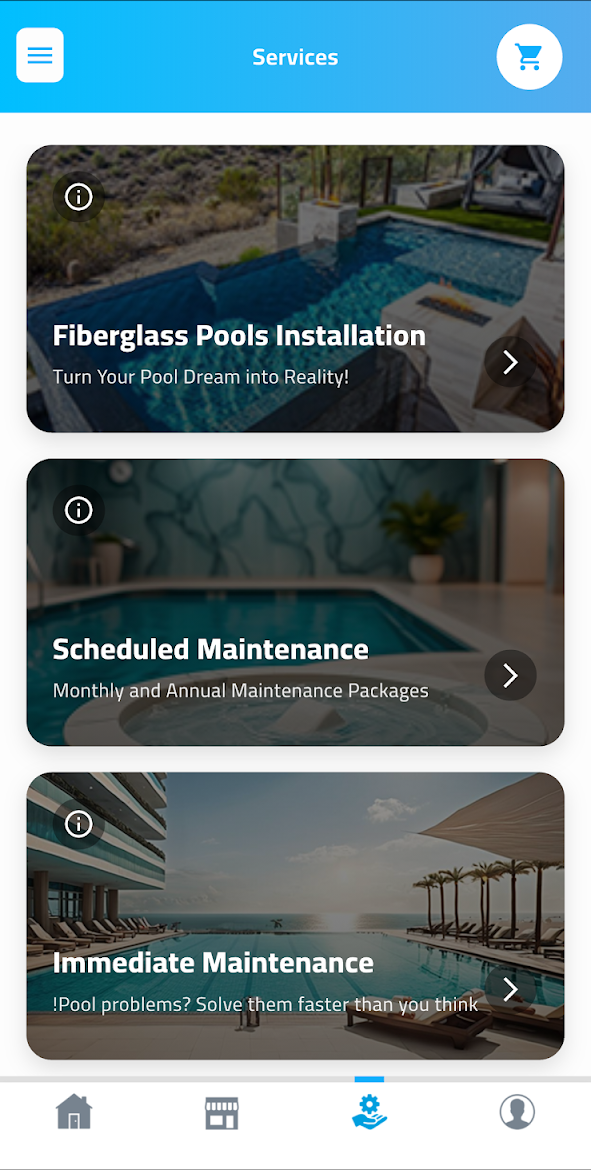 Services
Fiberglass Pools Installation
Turn Your Pool Dream into Reality!
Scheduled Maintenance
Monthly and Annual Maintenance Packages
Immediate Maintenance
!Pool problems? Solve them faster than you think